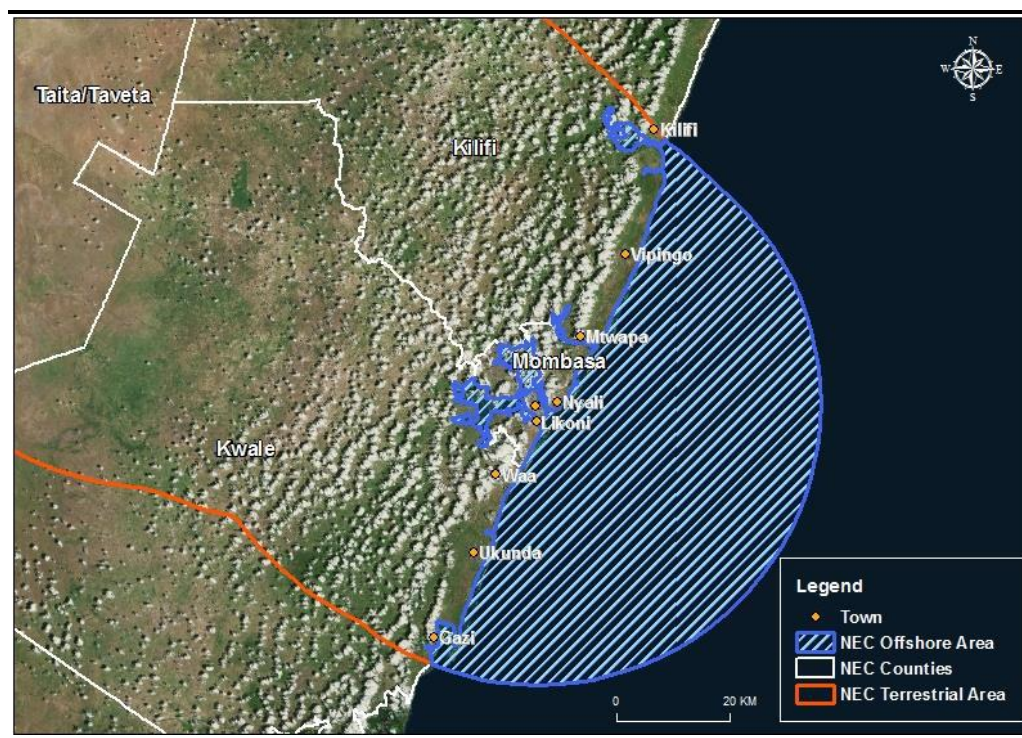 N
W E
S
Taita/Taveta
Kilifi
Kilifi
Vipingo
Mtwapa
Mombasa
Nyali
Likoni
Kwale
Waa
Ukunda
Gazi
Legend
Town
NEC Offshore Area
NEC Counties
NEC Terrestrial Area
0 20 KM